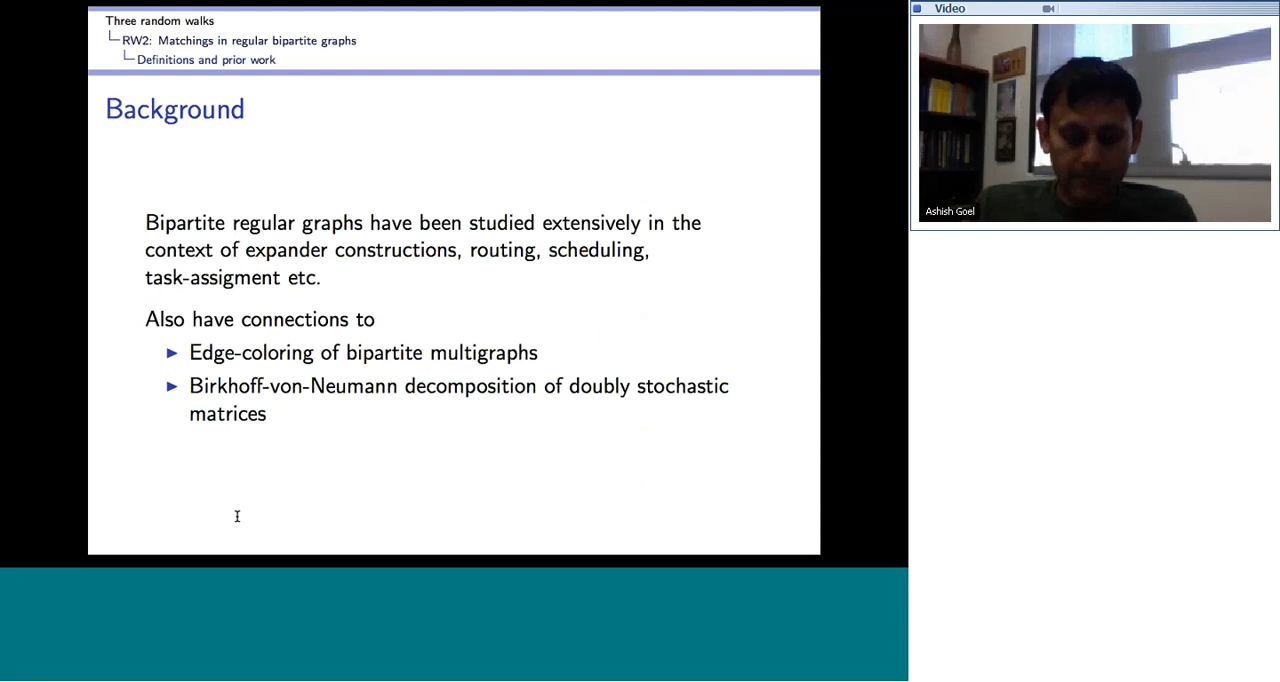 Three random walks
RW2: Matchings in regular bipartite graphs
Definitions and prior work
Background
Bipartite regular graphs have been studied extensively in the
context of expander constructions, routing, scheduling,
task-assigment etc.
Also have connections to
Edge-coloring of bipartite multigraphs
Birkhoff-von-Neumann decomposition of doubly stochastic
matrices
Video
Ashish Goel